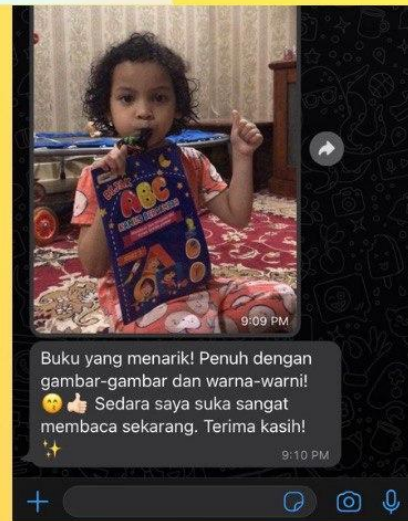 BELAJAR
ABC
9:09 PM
Buku yang menarik! Penuh dengan
gambar-gambar dan warna-warni!
😙👍🏻 Sedara saya suka sangat
membaca sekarang. Terima kasih!
✨
9:10 PM